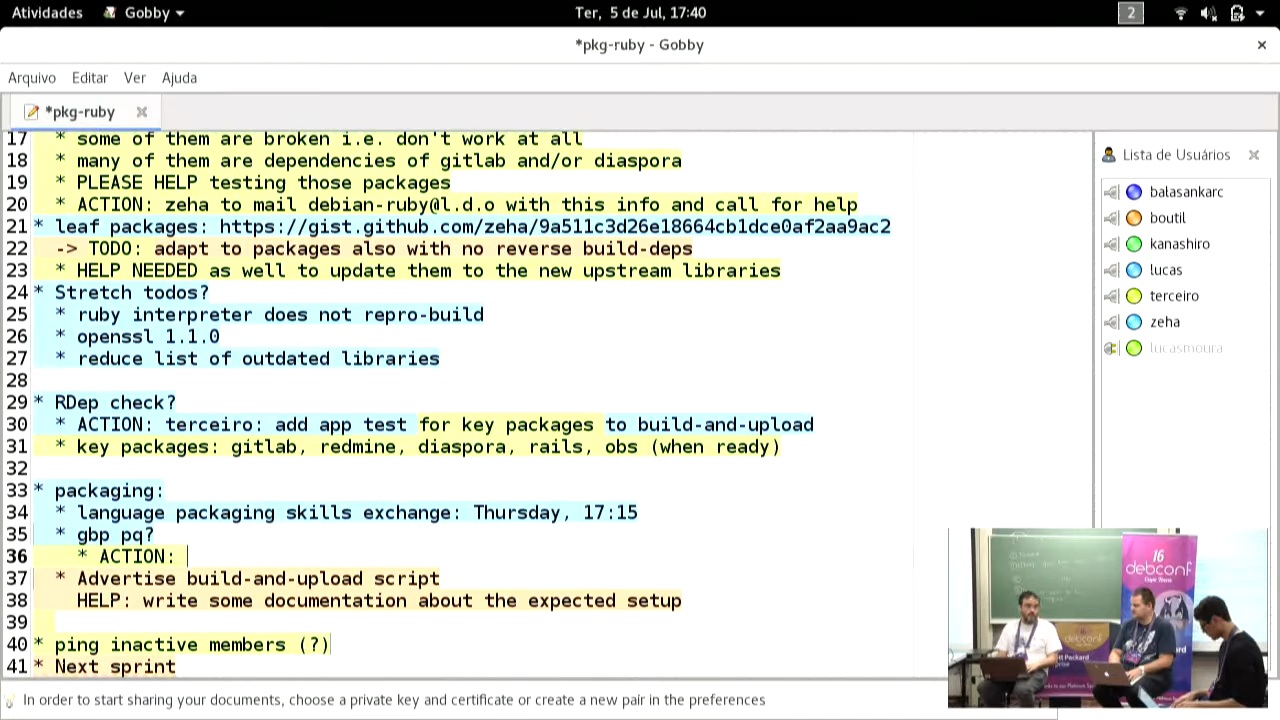 Atividades Gobby Ter, 5 de Jul, 17:40 2
*pkg-ruby - Gobby
Arquivo Editar Ver Ajuda
*pkg-ruby
17 * some of them are broken i.e. don't work at all
18 * many of them are dependencies of gitlab and/or diaspora
19 * PLEASE HELP testing those packages
20 * ACTION: zeha to mail debian-ruby@l.d.o with this info and call for help
21 * leaf packages: https://gist.github.com/zeha/9a511c3d26e18664cb1dce0af2aa9ac2
22 -> TODO: adapt to packages also with no reverse build-deps
23 * HELP NEEDED as well to update them to the new upstream libraries
24 * Stretch todos?
25 * ruby interpreter does not repro-build
26 * openssl 1.1.0
27 * reduce list of outdated libraries
28
29 * RDep check?
30 * ACTION: terceiro: add app test for key packages to build-and-upload
31 * key packages: gitlab, redmine, diaspora, rails, obs (when ready)
32
33 * packaging:
34 * language packaging skills exchange: Thursday, 17:15
35 * gbp pq?
36 * ACTION:
37 * Advertise build-and-upload script
38 HELP: write some documentation about the expected setup
39
40 * ping inactive members (?)
41 * Next sprint
Lista de Usuários
balasankarc
boutil
kanashiro
lucas
terceiro
zeha
lucasmoura
16
debconf
Cape Town
debconf
Packard
In order to start sharing your documents, choose a private key and certificate or create a new pair in the preferences